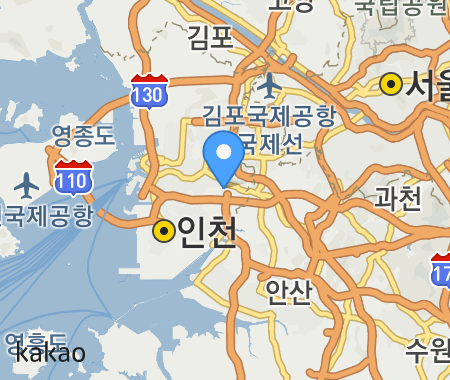 김포
국립공원
130
서울
김포국제공항
국제선
영종도
110
국제공항
과천
인천
안산
17
수원
영흥도
kakao